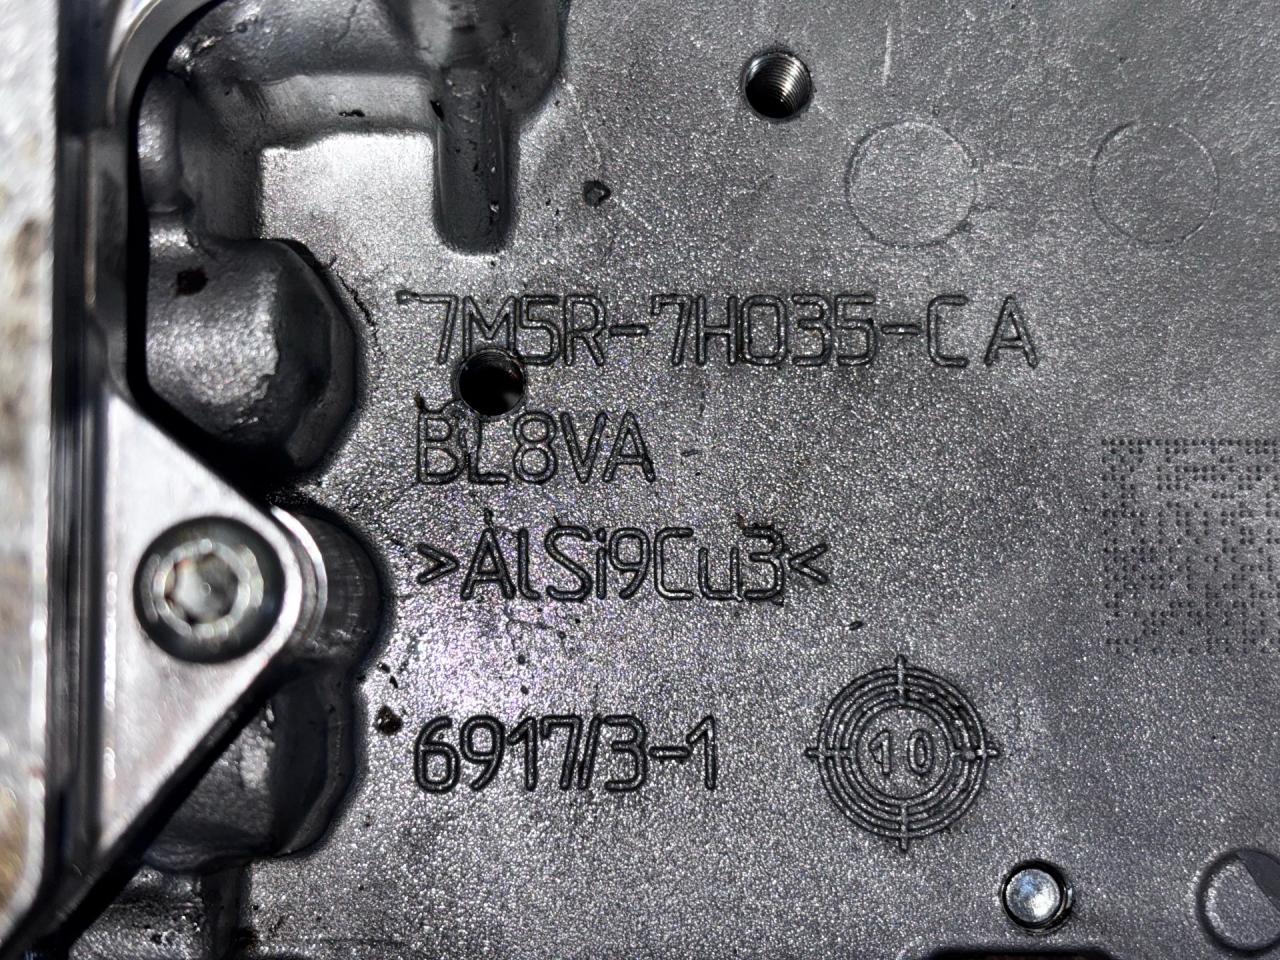 7M5R-7H035-CA
BL8VA
>AlSi9Cu3<
6917/3-1
10